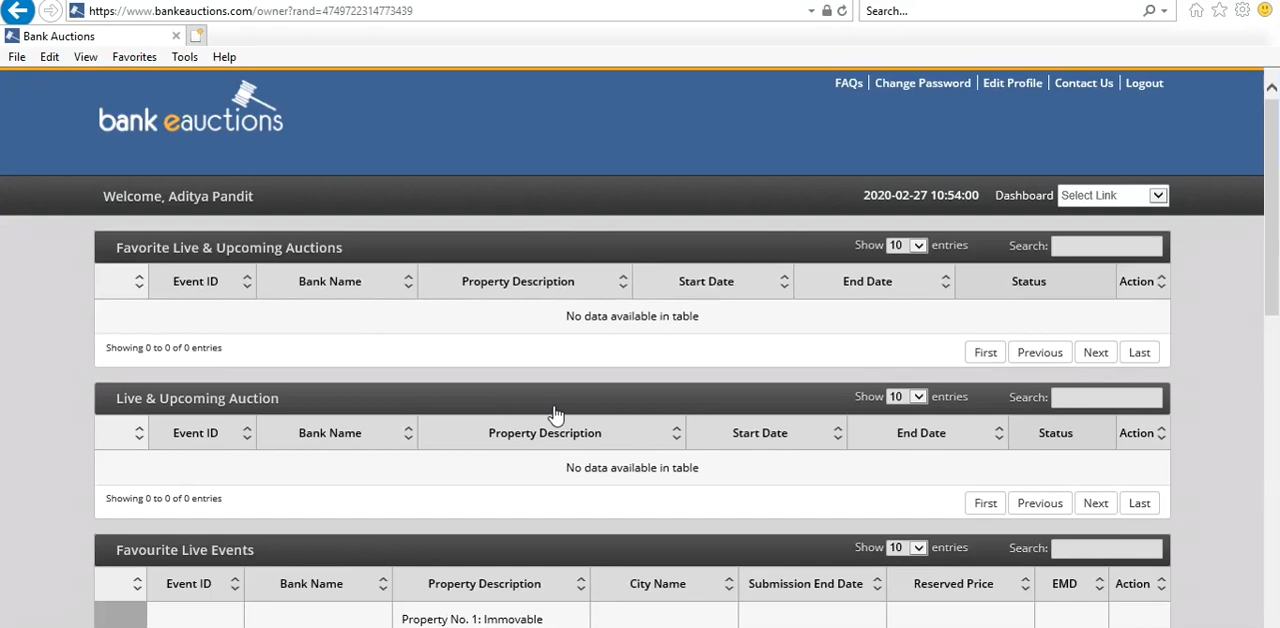 https://www.bankeauctions.com/owner?rand=4749722314773439
Search...
Bank Auctions
File Edit View Favorites Tools Help
FAQs | Change Password | Edit Profile | Contact Us | Logout
bank eauctions
Welcome, Aditya Pandit 2020-02-27 10:54:00 Dashboard Select Link
Favorite Live & Upcoming Auctions Show 10 entries Search:
Event ID Bank Name Property Description Start Date End Date Status Action
No data available in table
Showing 0 to 0 of 0 entries First Previous Next Last
Live & Upcoming Auction Show 10 entries Search:
Event ID Bank Name Property Description Start Date End Date Status Action
No data available in table
Showing 0 to 0 of 0 entries First Previous Next Last
Favourite Live Events Show 10 entries Search:
Event ID Bank Name Property Description City Name Submission End Date Reserved Price EMD Action
Property No. 1: Immovable